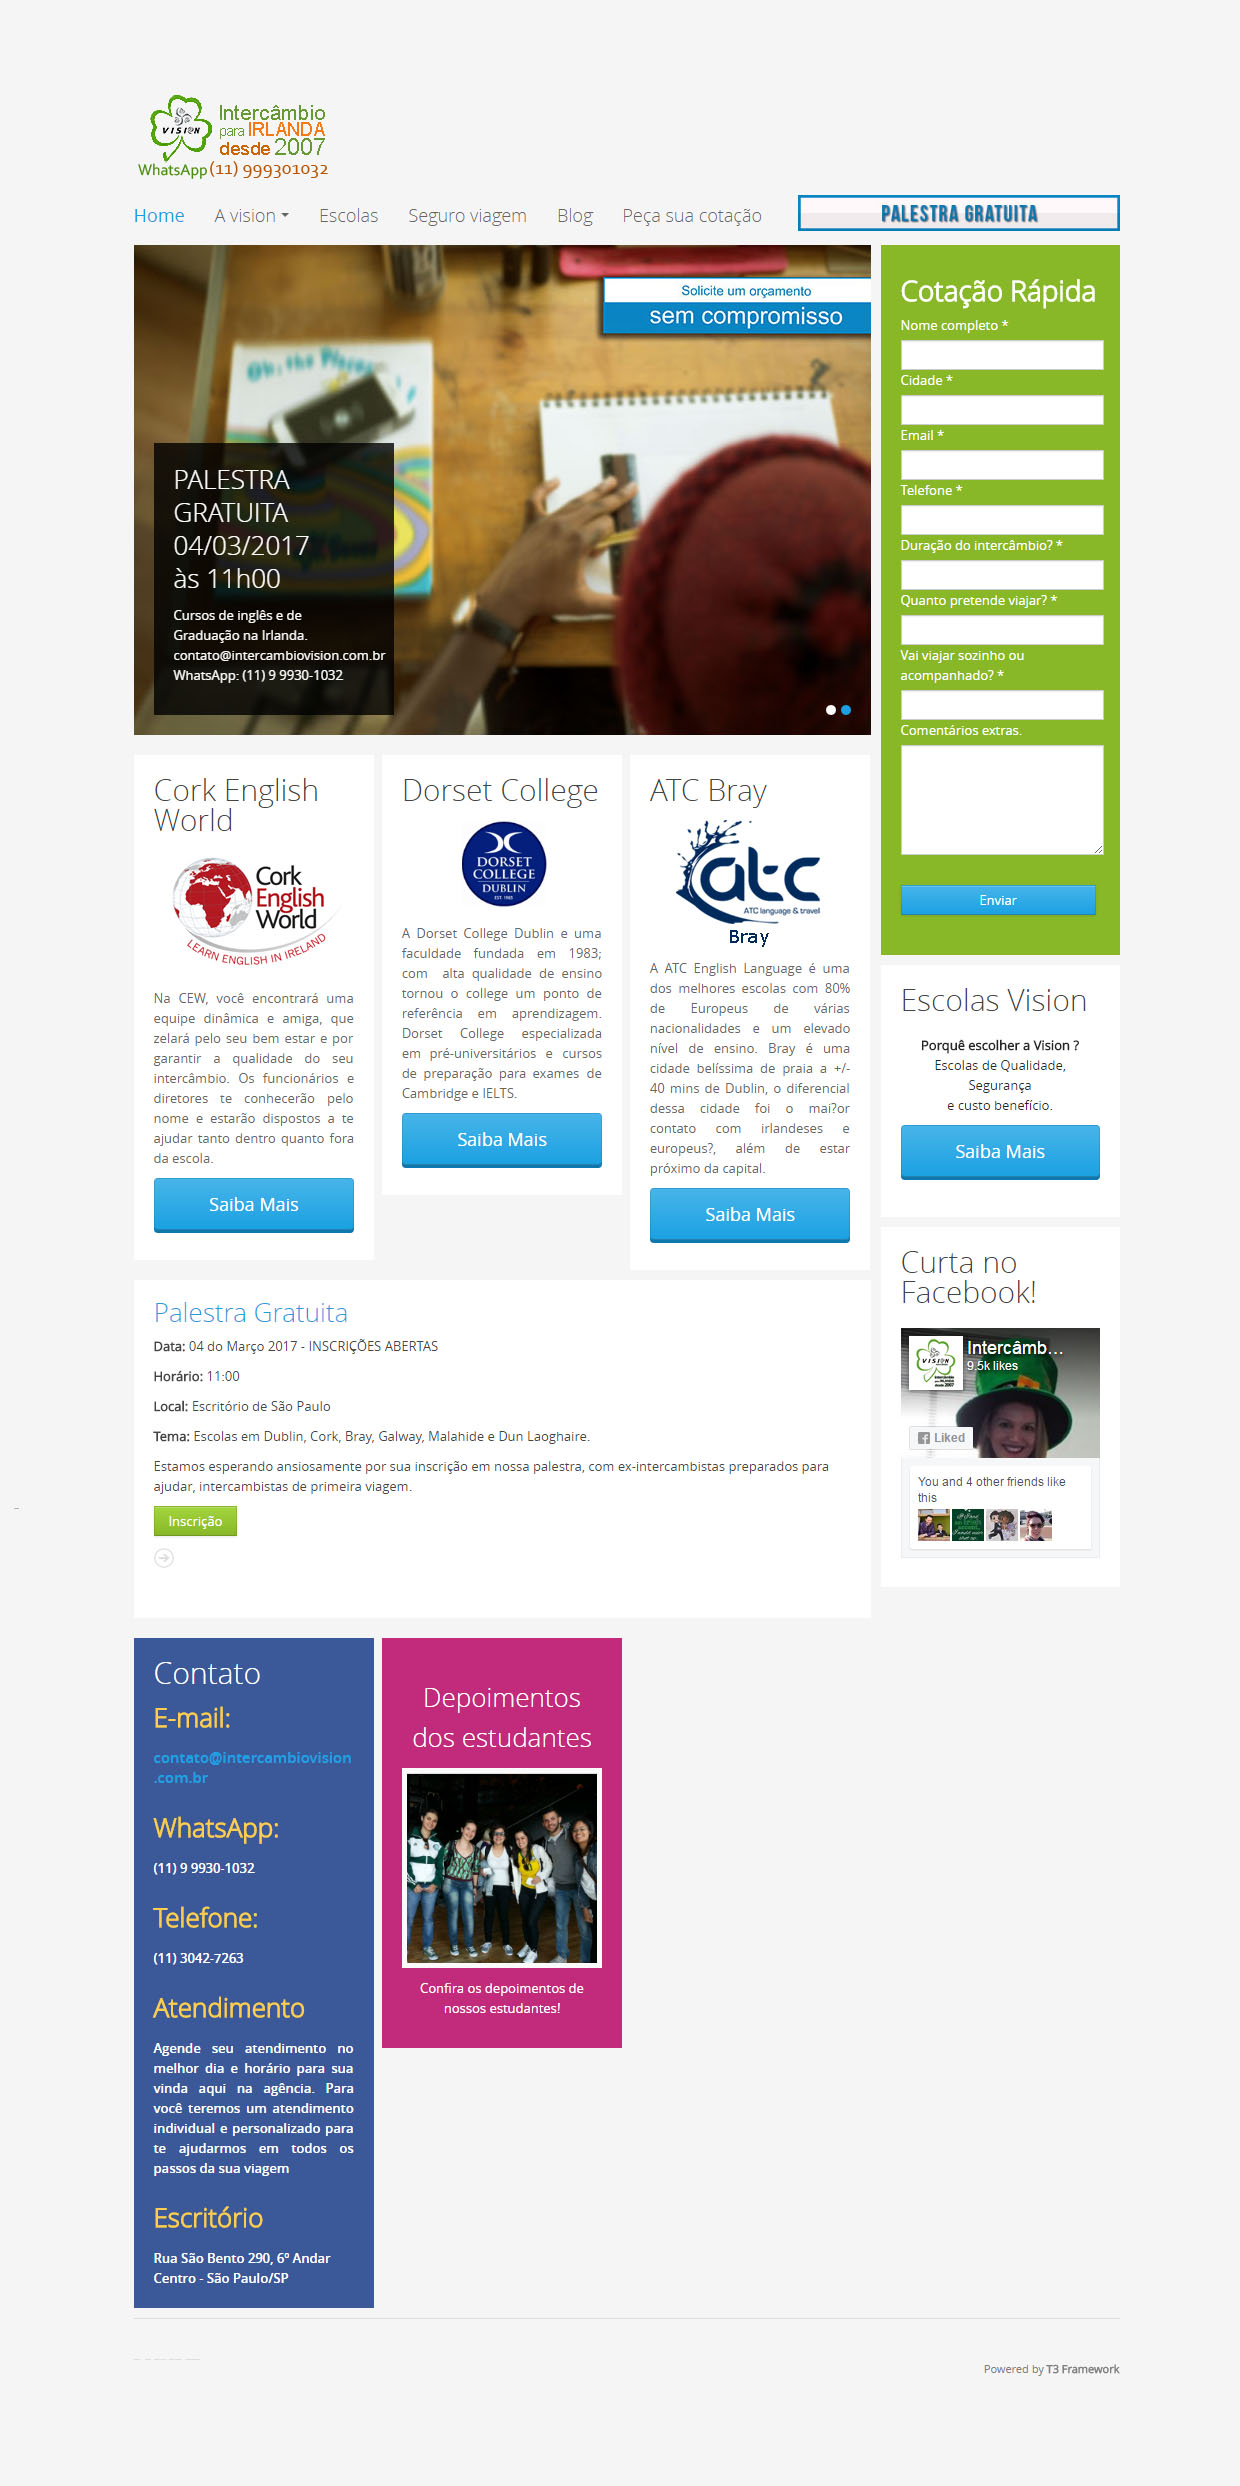 VISION
Intercâmbio
para IRLANDA
desde 2007
WhatsApp (11) 999301032
Home A vision Escolas Seguro viagem Blog Peça sua cotação
PALESTRA GRATUITA
Solicite um orçamento
sem compromisso
Oh, the Places
PALESTRA
GRATUITA
04/03/2017
às 11h00
Cursos de inglês e de
Graduação na Irlanda.
contato@intercambiovision.com.br
WhatsApp: (11) 9 9930-1032
Cotação Rápida
Nome completo *
Cidade *
Email *
Telefone *
Duração do intercâmbio? *
Quanto pretende viajar? *
Vai viajar sozinho ou
acompanhado? *
Comentários extras.
Enviar
Cork English
World
Cork
English
World
LEARN ENGLISH IN IRELAND
Na CEW, você encontrará uma
equipe dinâmica e amiga, que
zelará pelo seu bem estar e por
garantir a qualidade do seu
intercâmbio. Os funcionários e
diretores te conhecerão pelo
nome e estarão dispostos a te
ajudar tanto dentro quanto fora
da escola.
Saiba Mais
Dorset College
DORSET
COLLEGE
DUBLIN
EST. 1983
A Dorset College Dublin e uma
faculdade fundada em 1983;
com alta qualidade de ensino
tornou o college um ponto de
referência em aprendizagem.
Dorset College especializada
em pré-universitários e cursos
de preparação para exames de
Cambridge e IELTS.
Saiba Mais
ATC Bray
atc
ATC language & travel
Bray
A ATC English Language é uma
dos melhores escolas com 80%
de Europeus de várias
nacionalidades e um elevado
nível de ensino. Bray é uma
cidade belíssima de praia a +/-
40 mins de Dublin, o diferencial
dessa cidade foi o mai?or
contato com irlandeses e
europeus?, além de estar
próximo da capital.
Saiba Mais
Escolas Vision
Porquê escolher a Vision ?
Escolas de Qualidade,
Segurança
e custo benefício.
Saiba Mais
Curta no
Facebook!
VISION
Intercâmbio
para IRLANDA
desde 2007
Intercâmb...
9.5k likes
Liked
You and 4 other friends like
this
Palestra Gratuita
Data: 04 do Março 2017 - INSCRIÇÕES ABERTAS
Horário: 11:00
Local: Escritório de São Paulo
Tema: Escolas em Dublin, Cork, Bray, Galway, Malahide e Dun Laoghaire.
Estamos esperando ansiosamente por sua inscrição em nossa palestra, com ex-intercambistas preparados para
ajudar, intercambistas de primeira viagem.
Inscrição
Contato
E-mail:
contato@intercambiovision
.com.br
WhatsApp:
(11) 9 9930-1032
Telefone:
(11) 3042-7263
Atendimento
Agende seu atendimento no
melhor dia e horário para sua
vinda aqui na agência. Para
você teremos um atendimento
individual e personalizado para
te ajudarmos em todos os
passos da sua viagem
Escritório
Rua São Bento 290, 6º Andar
Centro - São Paulo/SP
Depoimentos
dos estudantes
Confira os depoimentos de
nossos estudantes!
Powered by T3 Framework